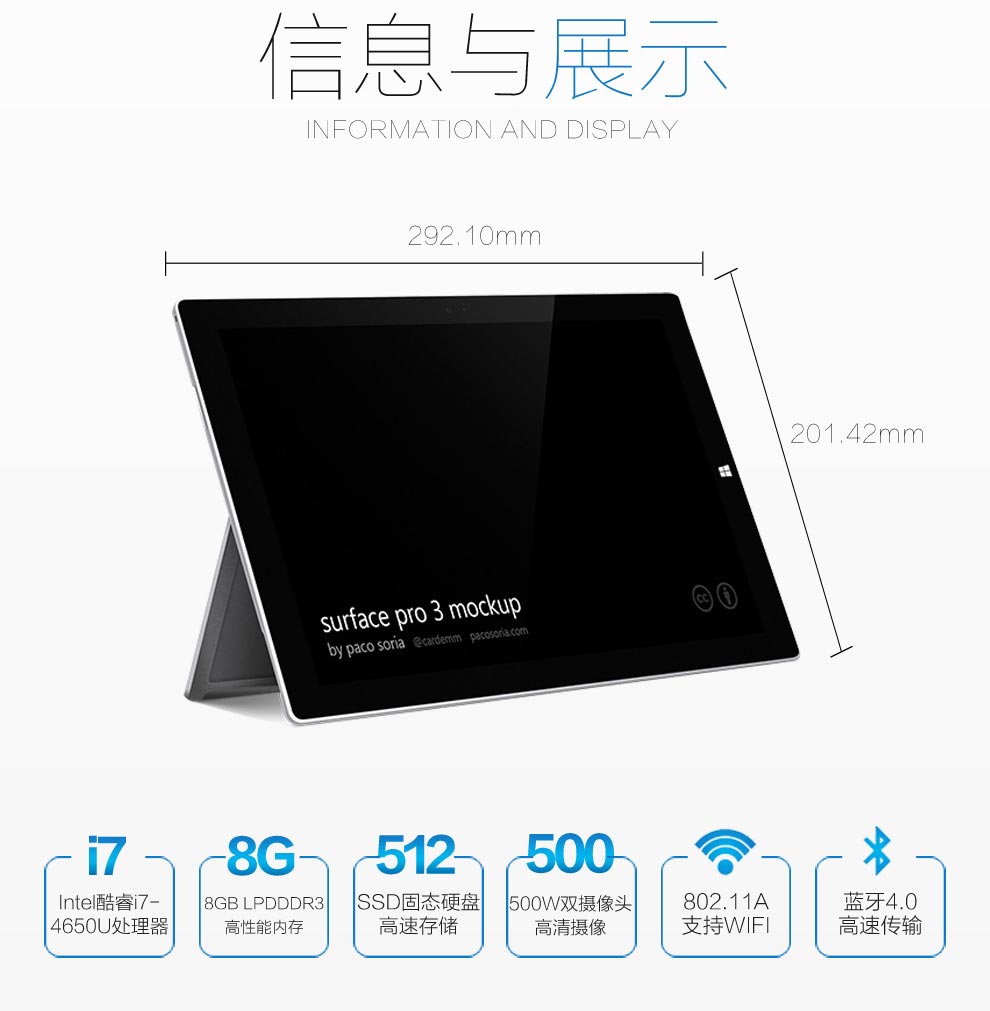 信息与展示
INFORMATION AND DISPLAY
292.10mm
201.42mm
surface pro 3 mockup
by paco soria @cardemm pacosoria.com
cc
i7
Intel酷睿i7-
4650U处理器
8G
8GB LPDDDR3
高性能内存
512
SSD固态硬盘
高速存储
500
500W双摄像头
高清摄像
802.11A
支持WIFI
蓝牙4.0
高速传输